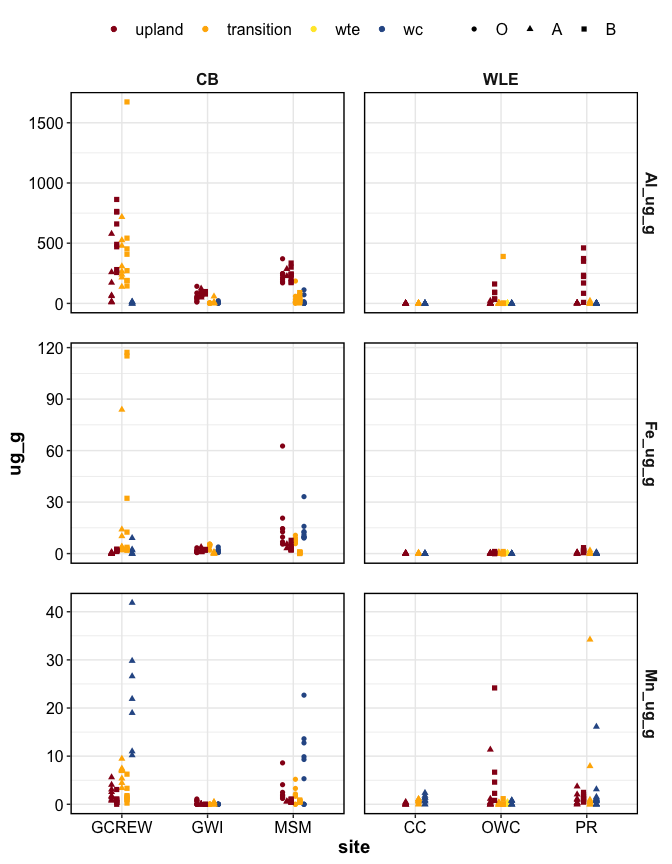 upland transition wte wc O A B
CB WLE
1500
1000
500
0
Al_ug_g
120
90
60
30
0
Fe_ug_g
ug_g
40
30
20
10
0
Mn_ug_g
GCREW GWI MSM CC OWC PR
site